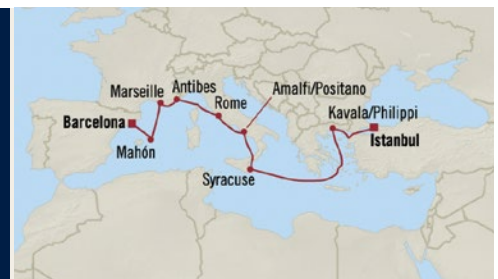 Antibes
Marseille
Rome
Amalfi/Positano
Kavala/Philippi
Barcelona
Istanbul
Mahón
Syracuse